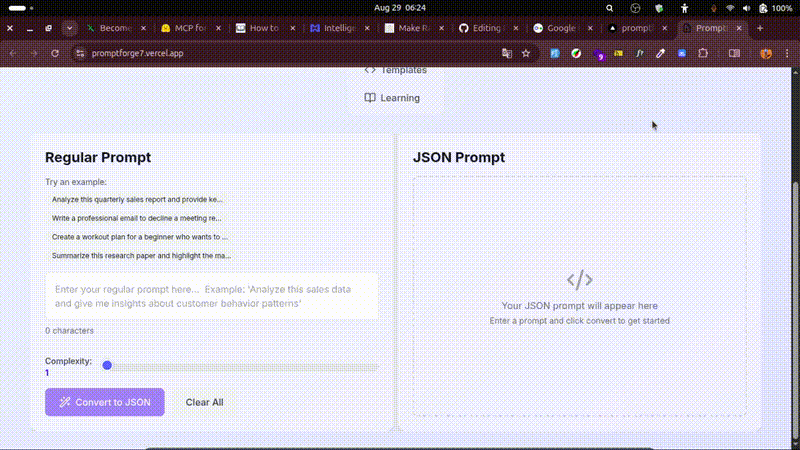 Aug 29 06:24
100%
Become
MCP fo
How to
Intellige
Make R
Editing
Google
prompt
Prompt
promptforge7.vercel.app
Templates
Learning
Regular Prompt
Try an example:
Analyze this quarterly sales report and provide ke...
Write a professional email to decline a meeting re...
Create a workout plan for a beginner who wants to ...
Summarize this research paper and highlight the ma...
Enter your regular prompt here... Example: 'Analyze this sales data
and give me insights about customer behavior patterns'
0 characters
Complexity:
1
Convert to JSON
Clear All
JSON Prompt
</>
Your JSON prompt will appear here
Enter a prompt and click convert to get started